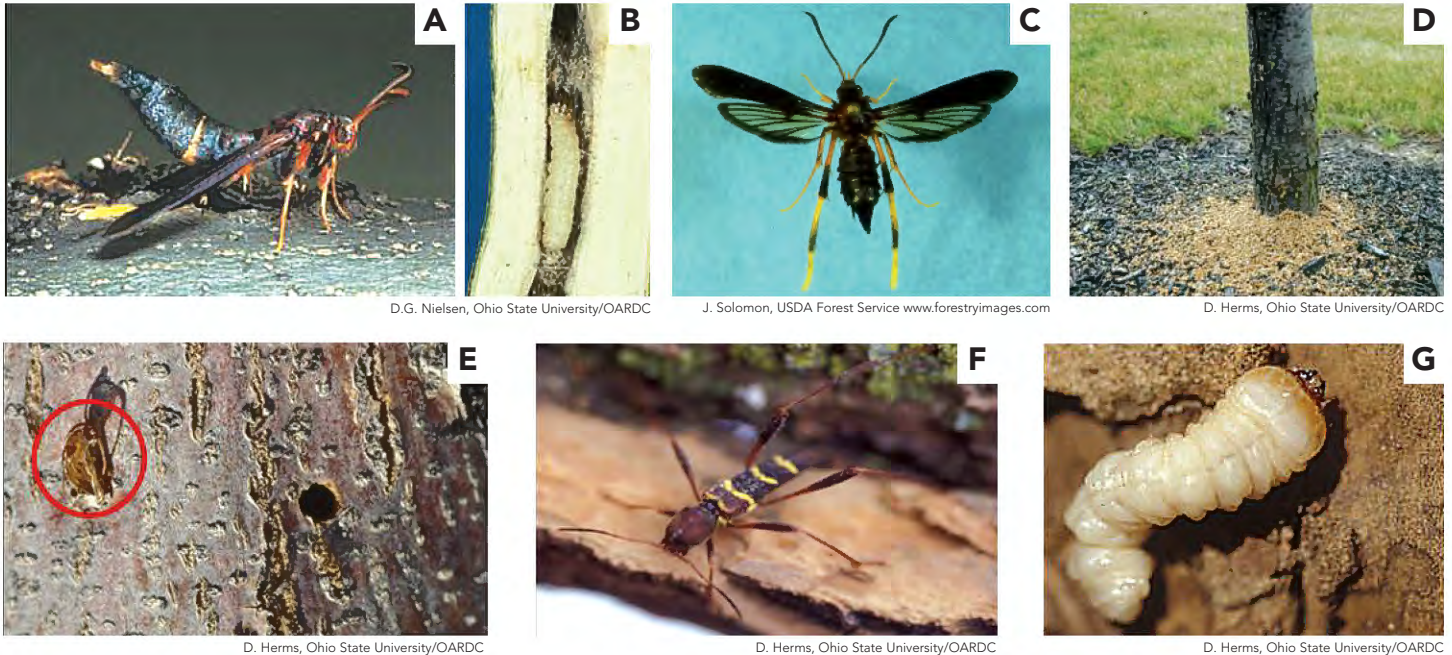 A
B
C
D
D.G. Nielsen, Ohio State University/OARDC
J. Solomon, USDA Forest Service www.forestryimages.com
D. Herms, Ohio State University/OARDC
E
F
G
D. Herms, Ohio State University/OARDC
D. Herms, Ohio State University/OARDC
D. Herms, Ohio State University/OARDC